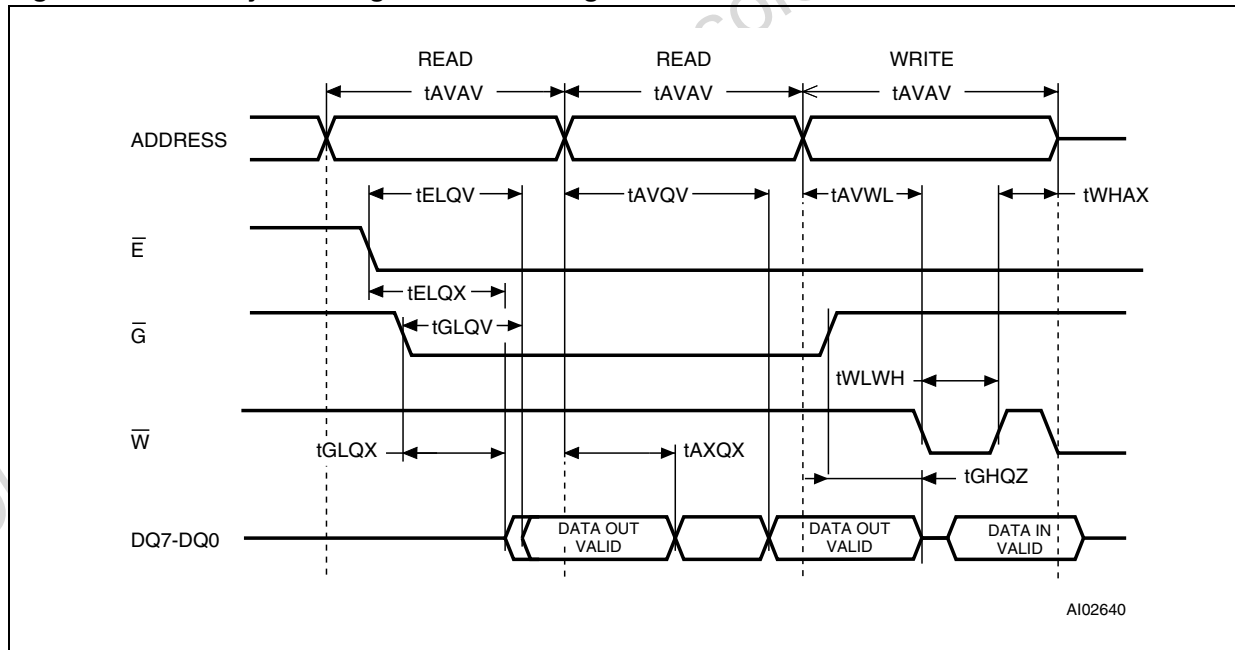 READ READ WRITE
tAVAV tAVAV tAVAV
ADDRESS
tELQV tAVQV tAVWL tWHAX
E̅
tELQX
tGLQV
G̅
tWLWH
W̅
tGLQX tAXQX
tGHQZ
DQ7-DQ0 DATA OUT VALID DATA OUT VALID DATA IN VALID
AI02640